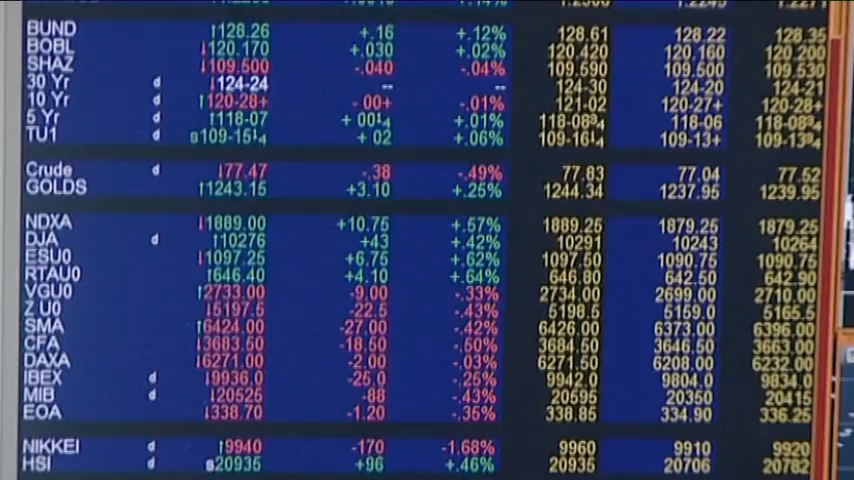 BUND ↑128.26 +.16 +.12% 128.61 128.22 128.35
BOBL ↓120.170 +.030 +.02% 120.420 120.160 120.200
SHAZ ↓109.500 -.040 -.04% 109.590 109.500 109.530
30 Yr d ↓124-24 -- -- 124-30 124-20 124-21
10 Yr d ↑120-28+ -.00+ -.01% 121-02 120-27+ 120-28+
5 Yr d ↑118-07 +00¼ +.01% 118-08¾ 118-06 118-08¾
TU1 d s109-15¼ +02 +.06% 109-16¼ 109-13+ 109-13¾
Crude d ↓77.47 -.38 -.49% 77.83 77.04 77.52
GOLDS ↑1243.15 +3.10 +.25% 1244.34 1237.95 1239.95
NDXA ↓1889.00 +10.75 +.57% 1889.25 1879.25 1879.25
DJA d ↑10276 +43 +.42% 10291 10243 10264
ESU0 ↓1097.25 +6.75 +.62% 1097.50 1090.75 1090.75
RTAU0 ↑646.40 +4.10 +.64% 646.80 642.50 642.90
VGU0 ↑2733.00 -9.00 -.33% 2734.00 2699.00 2710.00
Z U0 ↓5197.5 -22.5 -.43% 5198.5 5159.0 5165.5
SMA ↑6424.00 -27.00 -.42% 6426.00 6373.00 6396.00
CFA ↓3683.50 -18.50 -.50% 3684.50 3646.50 3663.00
DAXA ↓6271.00 -2.00 -.03% 6271.50 6208.00 6232.00
IBEX d ↓9936.0 -25.0 -.25% 9942.0 9804.0 9834.0
MIB d ↓20525 -88 -.43% 20595 20350 20415
EOA ↓338.70 -1.20 -.35% 338.85 334.90 336.25
NIKKEI d ↑9940 -170 -1.68% 9960 9910 9920
HSI d s20935 +96 +.46% 20935 20706 20782